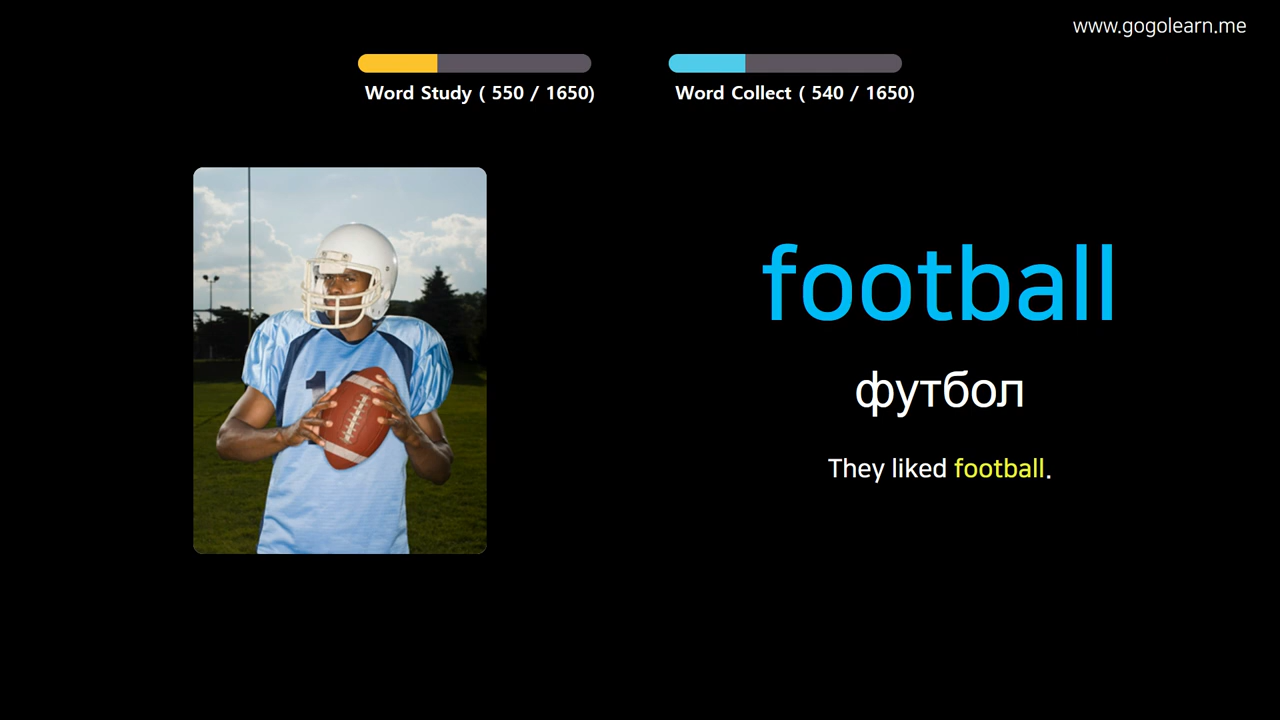 www.gogolearn.me
Word Study ( 550 / 1650)
Word Collect ( 540 / 1650)
football
футбол
They liked football.